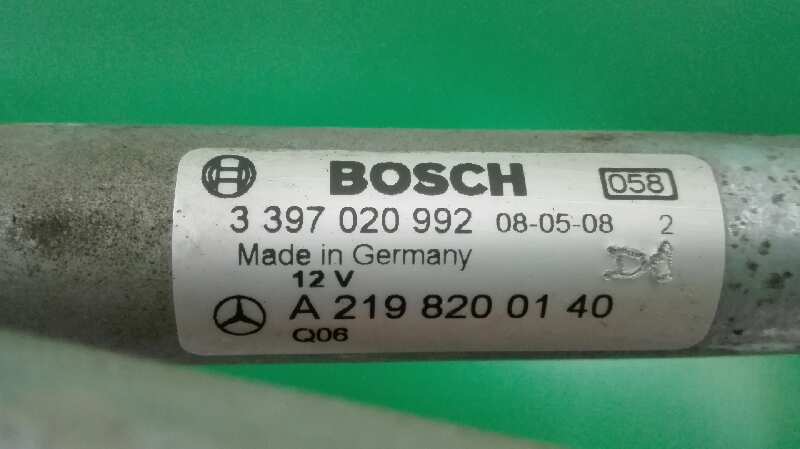 BOSCH 058
3 397 020 992 08-05-08 2
Made in Germany
12 V
A 219 820 01 40
Q06